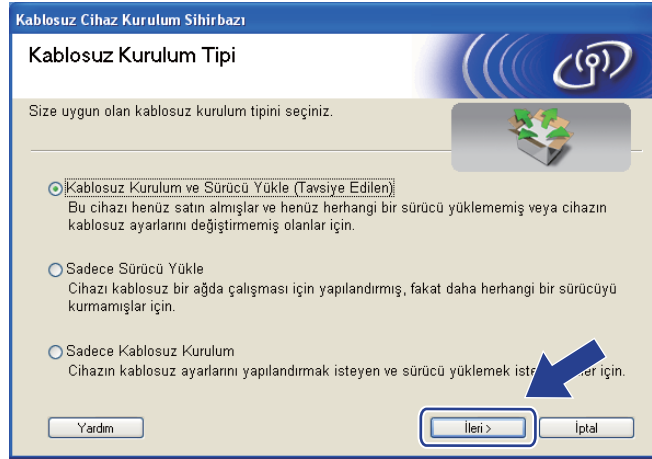 Kablosuz Cihaz Kurulum Sihirbazı
Kablosuz Kurulum Tipi
Size uygun olan kablosuz kurulum tipini seçiniz.
Kablosuz Kurulum ve Sürücü Yükle (Tavsiye Edilen)
Bu cihazı henüz satın almışlar ve henüz herhangi bir sürücü yüklememiş veya cihazın
kablosuz ayarlarını değiştirmemiş olanlar için.
Sadece Sürücü Yükle
Cihazı kablosuz bir ağda çalışması için yapılandırmış, fakat daha herhangi bir sürücüyü
kurmamışlar için.
Sadece Kablosuz Kurulum
Cihazın kablosuz ayarlarını yapılandırmak isteyen ve sürücü yüklemek için.
Yardım
İleri >
İptal